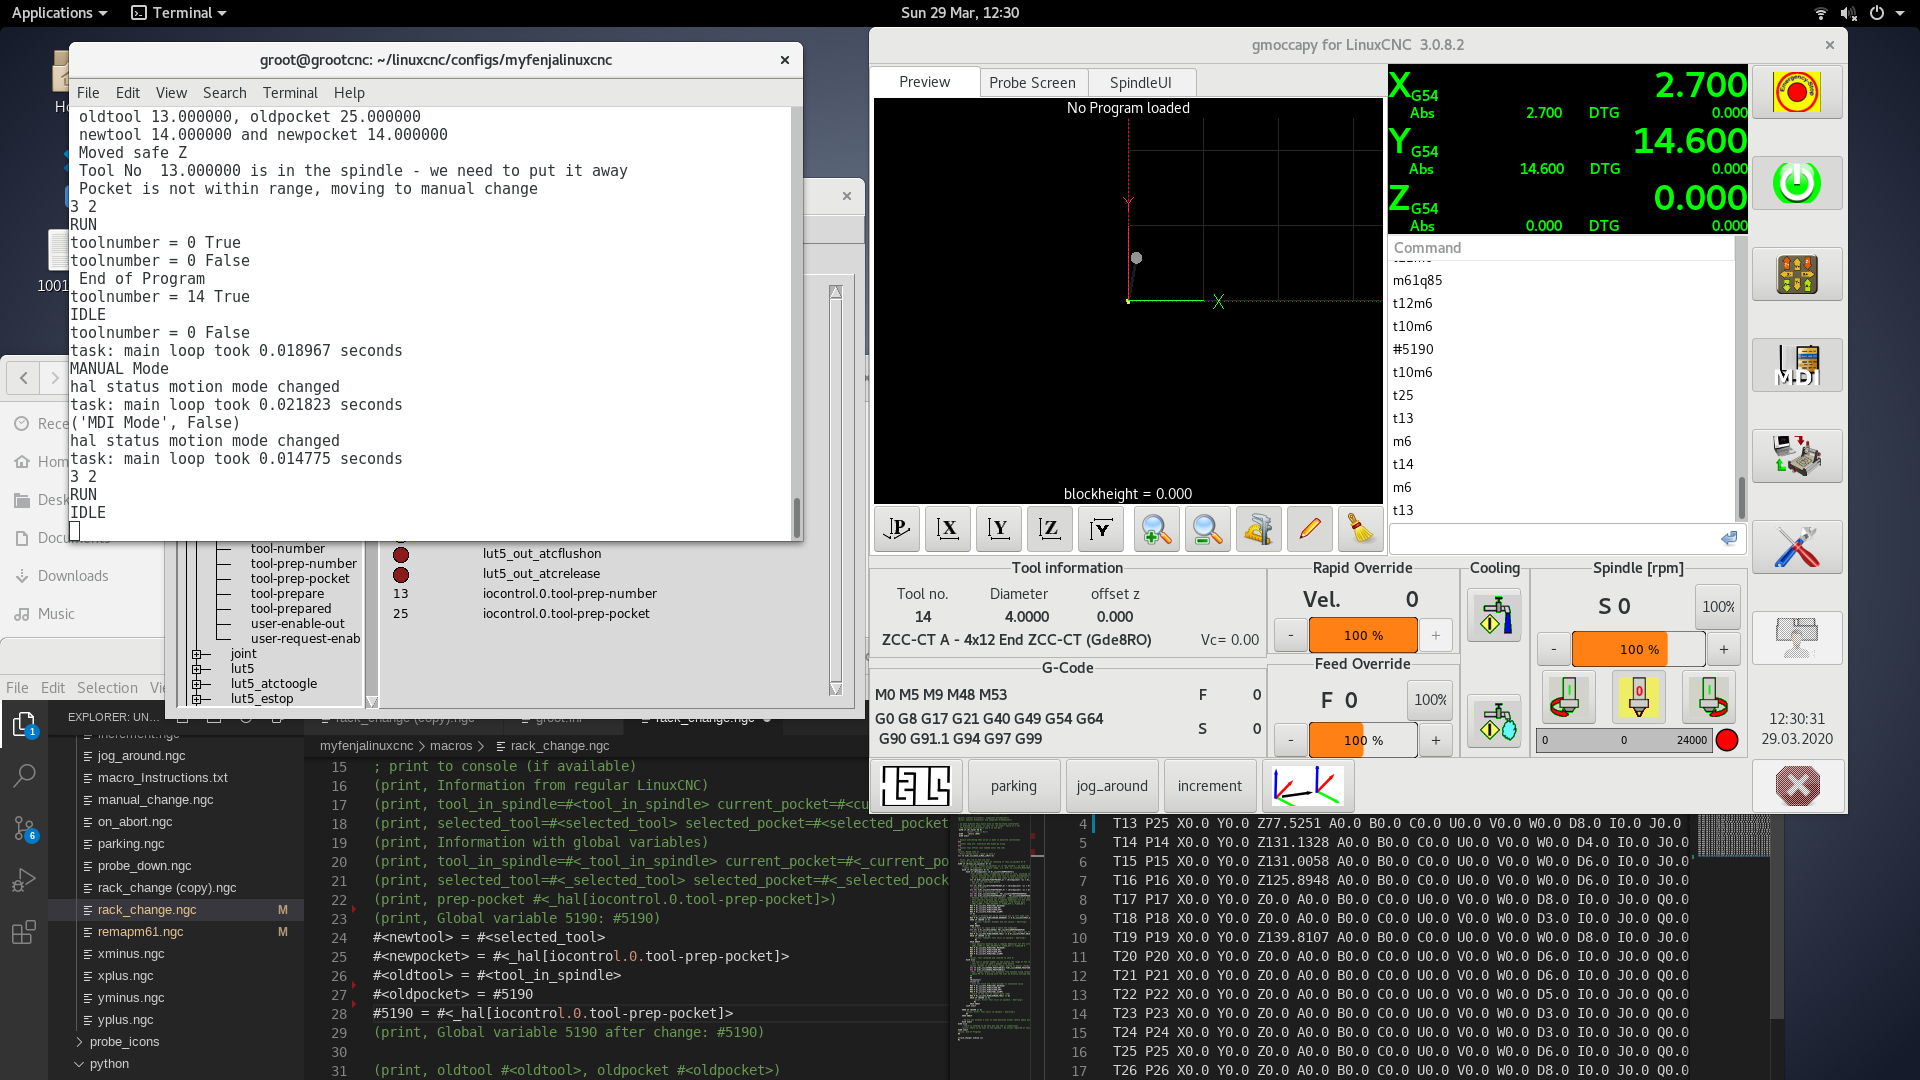 Applications
Terminal
Sun 29 Mar, 12:30
groot@grootcnc: ~/linuxcnc/configs/myfenjalinuxcnc
File Edit View Search Terminal Help
oldtool 13.000000, oldpocket 25.000000
newtool 14.000000 and newpocket 14.000000
Moved safe Z
Tool No  13.000000 is in the spindle - we need to put it away
Pocket is not within range, moving to manual change
3 2
RUN
toolnumber = 0 True
toolnumber = 0 False
End of Program
toolnumber = 14 True
IDLE
toolnumber = 0 False
task: main loop took 0.018967 seconds
MANUAL Mode
hal status motion mode changed
task: main loop took 0.021823 seconds
('MDI Mode', False)
hal status motion mode changed
task: main loop took 0.014775 seconds
3 2
RUN
IDLE
1001
Rece
Hom
Desk
Docu
Downloads
Music
File Edit Selection
tool-number
tool-prep-number
tool-prep-pocket
tool-prepare
tool-prepared
user-enable-out
user-request-enab
joint
lut5
lut5_atctoogle
lut5_estop
lut5_out_atcflushon
lut5_out_atcrelease
13 iocontrol.0.tool-prep-number
25 iocontrol.0.tool-prep-pocket
gmoccapy for LinuxCNC 3.0.8.2
Preview
Probe Screen
SpindleUI
No Program loaded
X
blockheight = 0.000
X G54 2.700
Abs 2.700 DTG 0.000
Y G54 14.600
Abs 14.600 DTG 0.000
Z G54 0.000
Abs 0.000 DTG 0.000
Command
m61q85
t12m6
t10m6
#5190
t10m6
t25
t13
m6
t14
m6
t13
Emergency-Stop
MDI
P X Y Z Y
Tool information
Tool no. Diameter offset z
14 4.0000 0.000
ZCC-CT A - 4x12 End ZCC-CT (Gde8RO) Vc= 0.00
G-Code
M0 M5 M9 M48 M53
G0 G8 G17 G21 G40 G49 G54 G64
G90 G91.1 G94 G97 G99
F 0
S 0
Rapid Override
Vel. 0
- 100 % +
Feed Override
F 0 100%
- 100 % +
Cooling
Spindle [rpm]
S 0 100%
- 100 % +
0 0 24000
12:30:31
29.03.2020
parking
jog_around
increment
EXPLORER: UN...
1
6
increment.ngc
jog_around.ngc
macro_Instructions.txt
manual_change.ngc
on_abort.ngc
parking.ngc
probe_down.ngc
rack_change (copy).ngc
rack_change.ngc M
remapm61.ngc M
xminus.ngc
xplus.ngc
yminus.ngc
yplus.ngc
probe_icons
python
rack_change (copy).ngc
groot.ini
rack_change.ngc
myfenjalinuxcnc > macros > rack_change.ngc
15 ; print to console (if available)
16 (print, Information from regular LinuxCNC)
17 (print, tool_in_spindle=#<tool_in_spindle> current_pocket=#<cu
18 (print, selected_tool=#<selected_tool> selected_pocket=#<selected_pocket
19 (print, Information with global variables)
20 (print, tool_in_spindle=#<_tool_in_spindle> current_pocket=#<_current_po
21 (print, selected_tool=#<_selected_tool> selected_pocket=#<_selected_pock
22 (print, prep-pocket #<_hal[iocontrol.0.tool-prep-pocket]>)
23 (print, Global variable 5190: #5190)
24 #<newtool> = #<selected_tool>
25 #<newpocket> = #<_hal[iocontrol.0.tool-prep-pocket]>
26 #<oldtool> = #<tool_in_spindle>
27 #<oldpocket> = #5190
28 #5190 = #<_hal[iocontrol.0.tool-prep-pocket]>
29 (print, Global variable 5190 after change: #5190)
30
31 (print, oldtool #<oldtool>, oldpocket #<oldpocket>)
4 T13 P25 X0.0 Y0.0 Z77.5251 A0.0 B0.0 C0.0 U0.0 V0.0 W0.0 D8.0 I0.0 J0.0
5 T14 P14 X0.0 Y0.0 Z131.1328 A0.0 B0.0 C0.0 U0.0 V0.0 W0.0 D4.0 I0.0 J0.0
6 T15 P15 X0.0 Y0.0 Z131.0058 A0.0 B0.0 C0.0 U0.0 V0.0 W0.0 D6.0 I0.0 J0.0
7 T16 P16 X0.0 Y0.0 Z125.8948 A0.0 B0.0 C0.0 U0.0 V0.0 W0.0 D6.0 I0.0 J0.0
8 T17 P17 X0.0 Y0.0 Z0.0 A0.0 B0.0 C0.0 U0.0 V0.0 W0.0 D8.0 I0.0 J0.0 Q0.0
9 T18 P18 X0.0 Y0.0 Z0.0 A0.0 B0.0 C0.0 U0.0 V0.0 W0.0 D3.0 I0.0 J0.0 Q0.0
10 T19 P19 X0.0 Y0.0 Z139.8107 A0.0 B0.0 C0.0 U0.0 V0.0 W0.0 D6.0 I0.0 J0.0
11 T20 P20 X0.0 Y0.0 Z0.0 A0.0 B0.0 C0.0 U0.0 V0.0 W0.0 D6.0 I0.0 J0.0 Q0.0
12 T21 P21 X0.0 Y0.0 Z0.0 A0.0 B0.0 C0.0 U0.0 V0.0 W0.0 D6.0 I0.0 J0.0 Q0.0
13 T22 P22 X0.0 Y0.0 Z0.0 A0.0 B0.0 C0.0 U0.0 V0.0 W0.0 D5.0 I0.0 J0.0 Q0.0
14 T23 P23 X0.0 Y0.0 Z0.0 A0.0 B0.0 C0.0 U0.0 V0.0 W0.0 D3.0 I0.0 J0.0 Q0.0
15 T24 P24 X0.0 Y0.0 Z0.0 A0.0 B0.0 C0.0 U0.0 V0.0 W0.0 D3.0 I0.0 J0.0 Q0.0
16 T25 P25 X0.0 Y0.0 Z0.0 A0.0 B0.0 C0.0 U0.0 V0.0 W0.0 D6.0 I0.0 J0.0 Q0.0
17 T26 P26 X0.0 Y0.0 Z0.0 A0.0 B0.0 C0.0 U0.0 V0.0 W0.0 D8.0 I0.0 J0.0 Q0.0